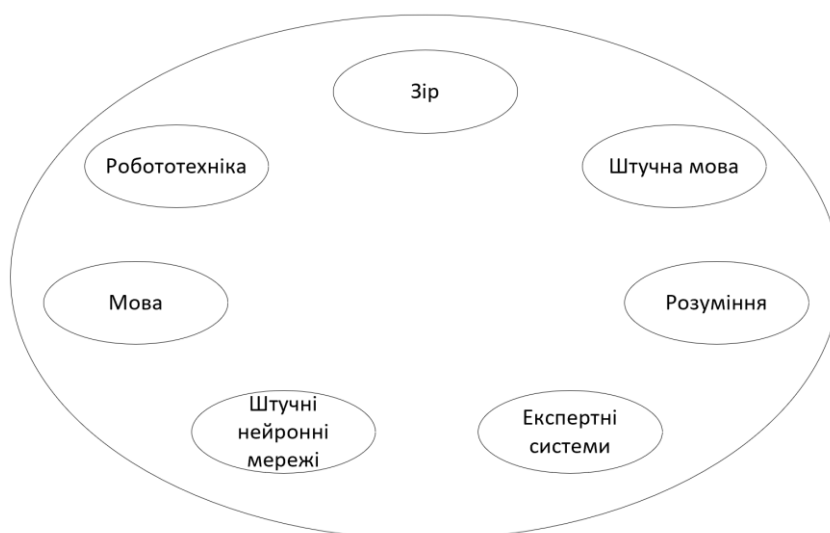 Зір
Робототехніка
Штучна мова
Мова
Розуміння
Штучні
нейронні
мережі
Експертні
системи